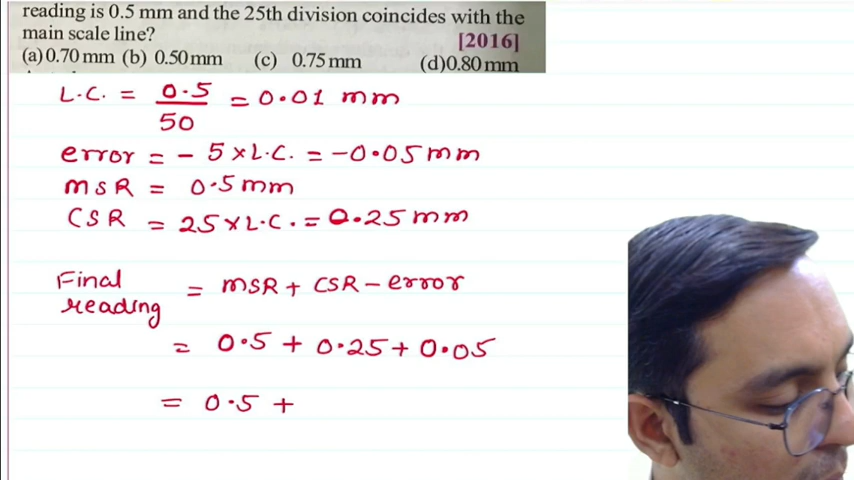 reading is 0.5 mm and the 25th division coincides with the
main scale line?
[2016]
(a) 0.70 mm (b) 0.50 mm (c) 0.75 mm (d) 0.80 mm
L.C. = 0.5 / 50 = 0.01 mm
error = - 5 × L.C. = -0.05 mm
MSR = 0.5 mm
CSR = 25 × L.C. = 0.25 mm
Final reading = MSR + CSR - error
= 0.5 + 0.25 + 0.05
= 0.5 +